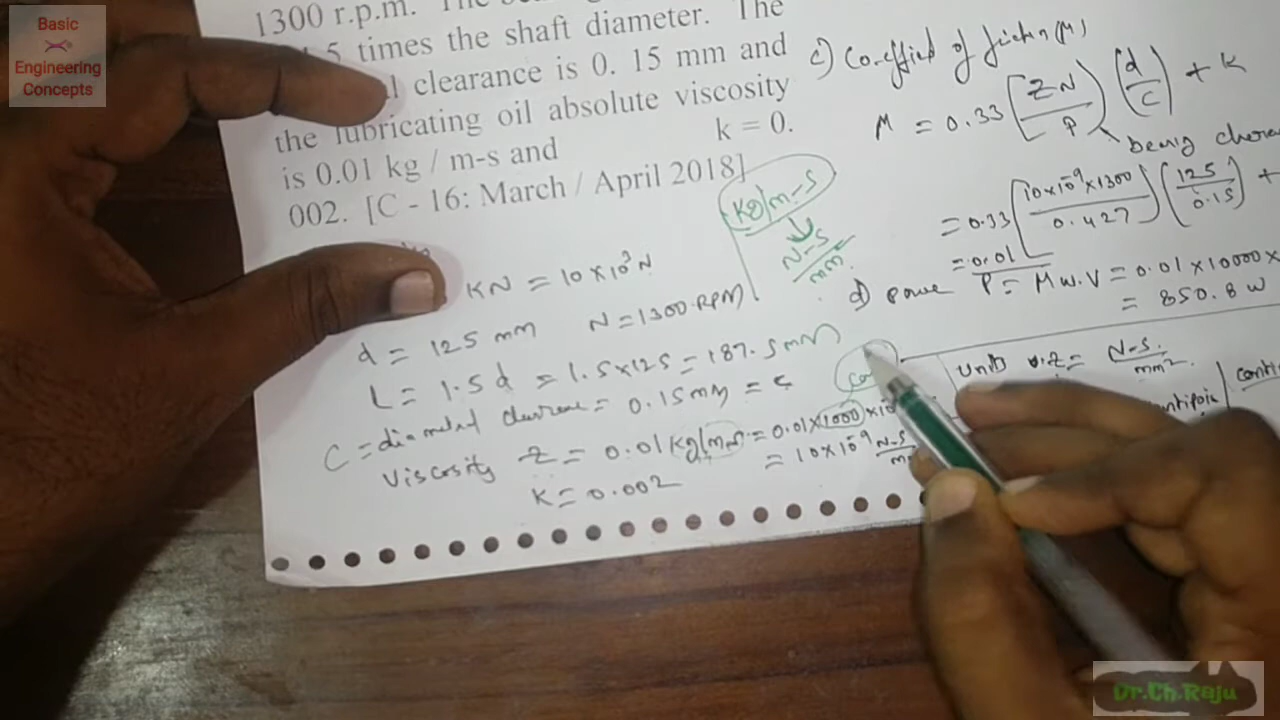 Basic
Engineering
Concepts
1300 r.p.m. The
5 times the shaft diameter. The
clearance is 0. 15 mm and
the lubricating oil absolute viscosity
is 0.01 kg / m-s and k = 0.
002. [C - 16: March / April 2018]
KN = 10 × 10³ N
d = 125 mm N = 1300 RPM
L = 1.5 d = 1.5 × 125 = 187.5 mm
C = diametral clearance = 0.15 mm = c
Viscosity Z = 0.01 kg/m-s = 0.01 × 1000 × 10
= 10 × 10⁻⁹ N-S
K = 0.002
kg/m-s
N-S
mm
c) Co-efficient of friction (M)
M = 0.33 [ZN/P] (d/C) + k
being
= 0.33 [10 × 10⁻⁹ × 1300/0.427] (125/0.15) +
= 0.01
d) power P = M W. V = 0.01 × 10000 ×
= 850.8 W
units Z = N-S./mm²
Dr.Ch.Raju